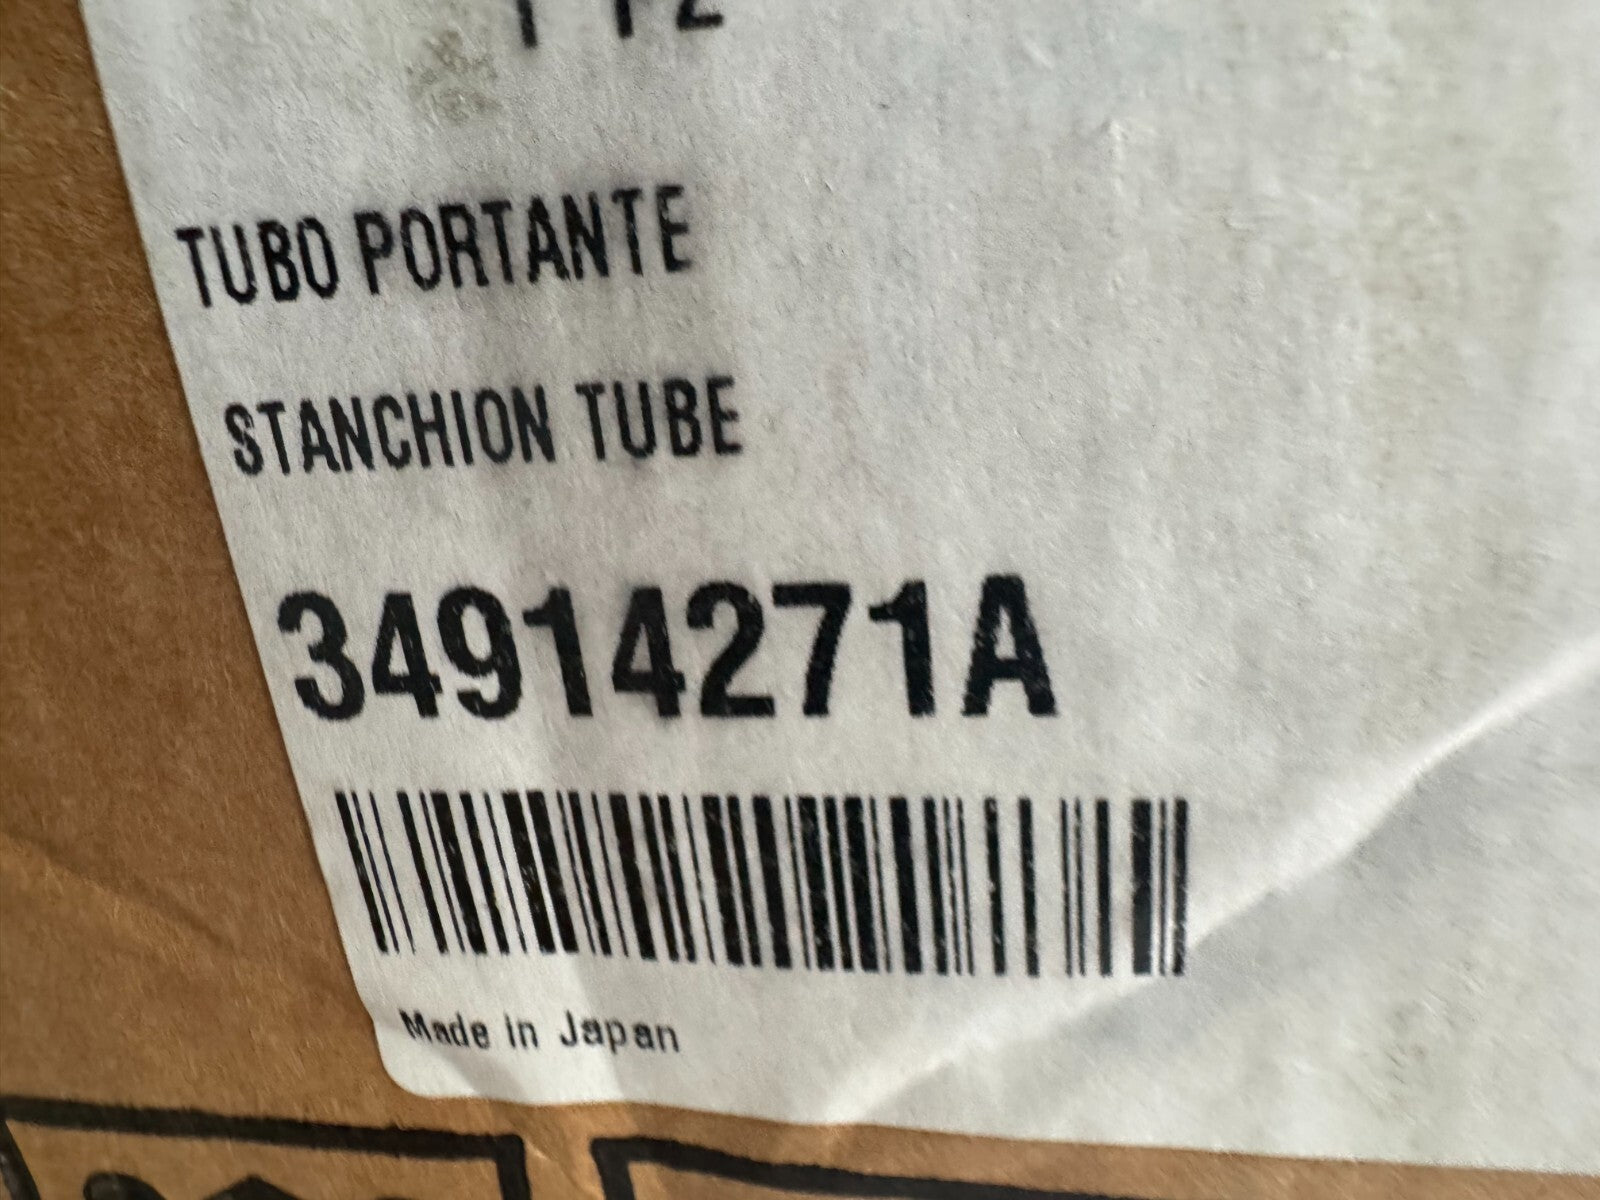 TUBO PORTANTE
STANCHION TUBE
34914271A
Made in Japan